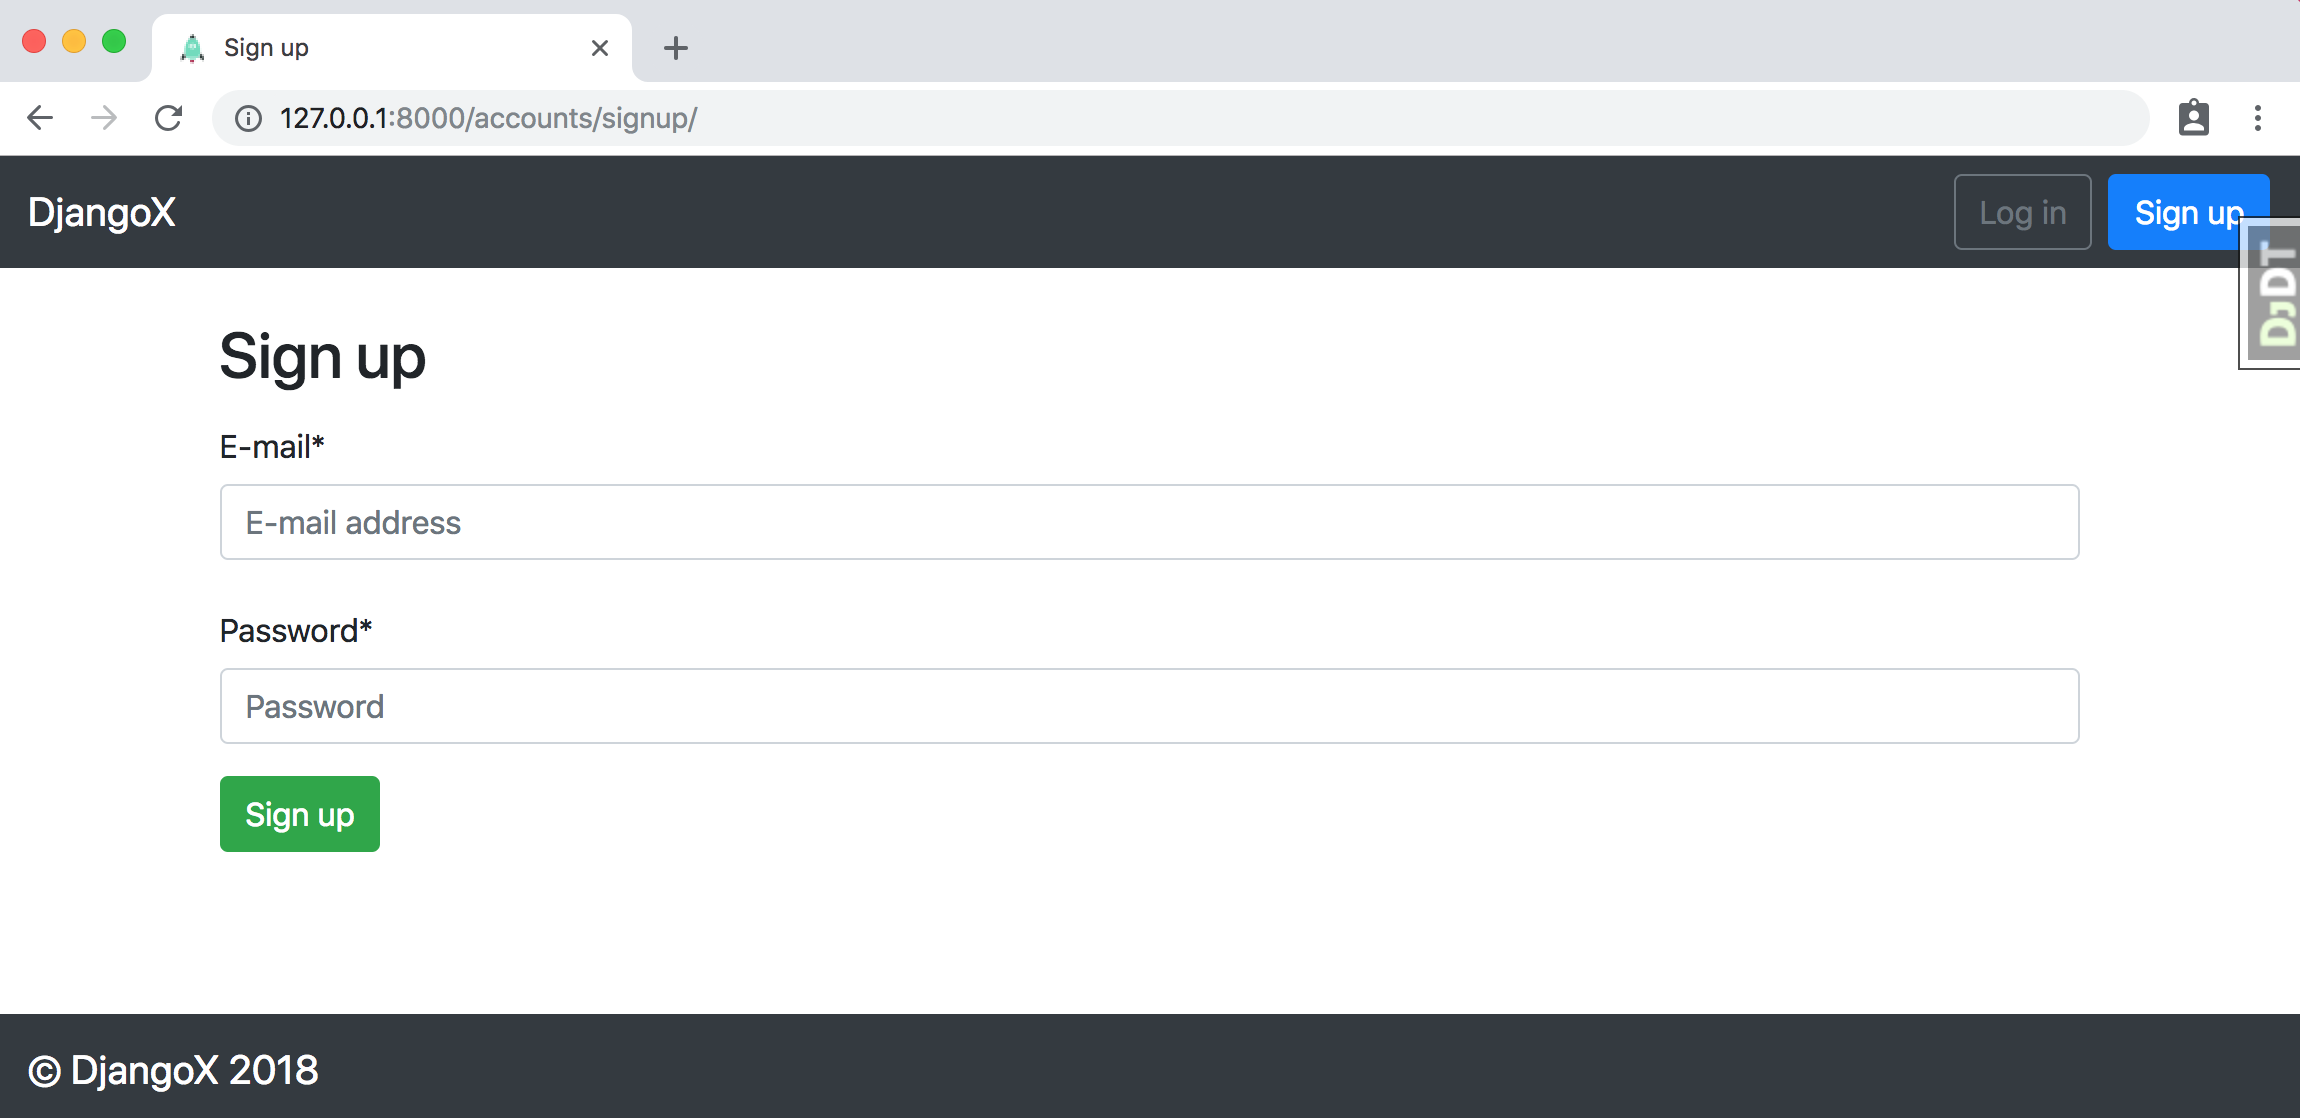 Sign up
127.0.0.1:8000/accounts/signup/
DjangoX
Log in
Sign up
DJDT
Sign up
E-mail*
E-mail address
Password*
Password
Sign up
© DjangoX 2018